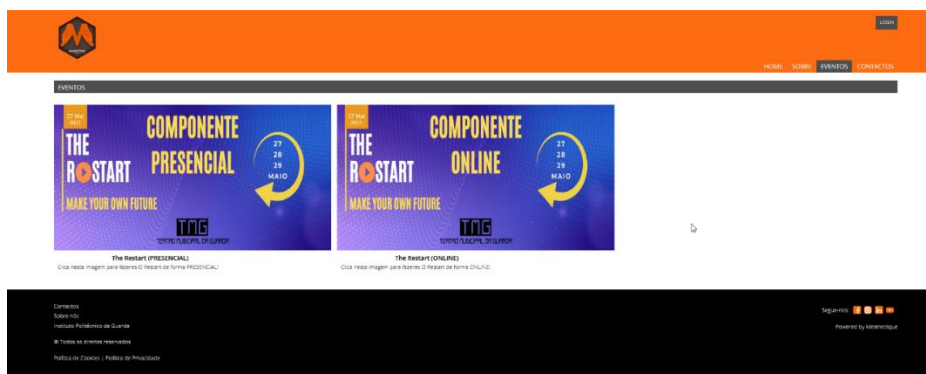 LOGIN
HOME SOBRE EVENTOS CONTACTOS
EVENTOS
27 Mai
2021
THE
RESTART
COMPONENTE
PRESENCIAL
27
28
29
MAIO
MAKE YOUR OWN FUTURE
TMG
TEATRO MUNICIPAL DA GUARDA
The Restart (PRESENCIAL)
Clica nesta imagem para fazeres O Restart de forma PRESENCIAL!
27 Mai
2021
THE
RESTART
COMPONENTE
ONLINE
27
28
29
MAIO
MAKE YOUR OWN FUTURE
TMG
TEATRO MUNICIPAL DA GUARDA
The Restart (ONLINE)
Clica nesta imagem para fazeres O Restart de forma ONLINE!
Contactos
Sobre nós
Instituto Politécnico da Guarda
© Todos os direitos reservados
Política de Cookies | Política de Privacidade
Segue-nos
Powered by